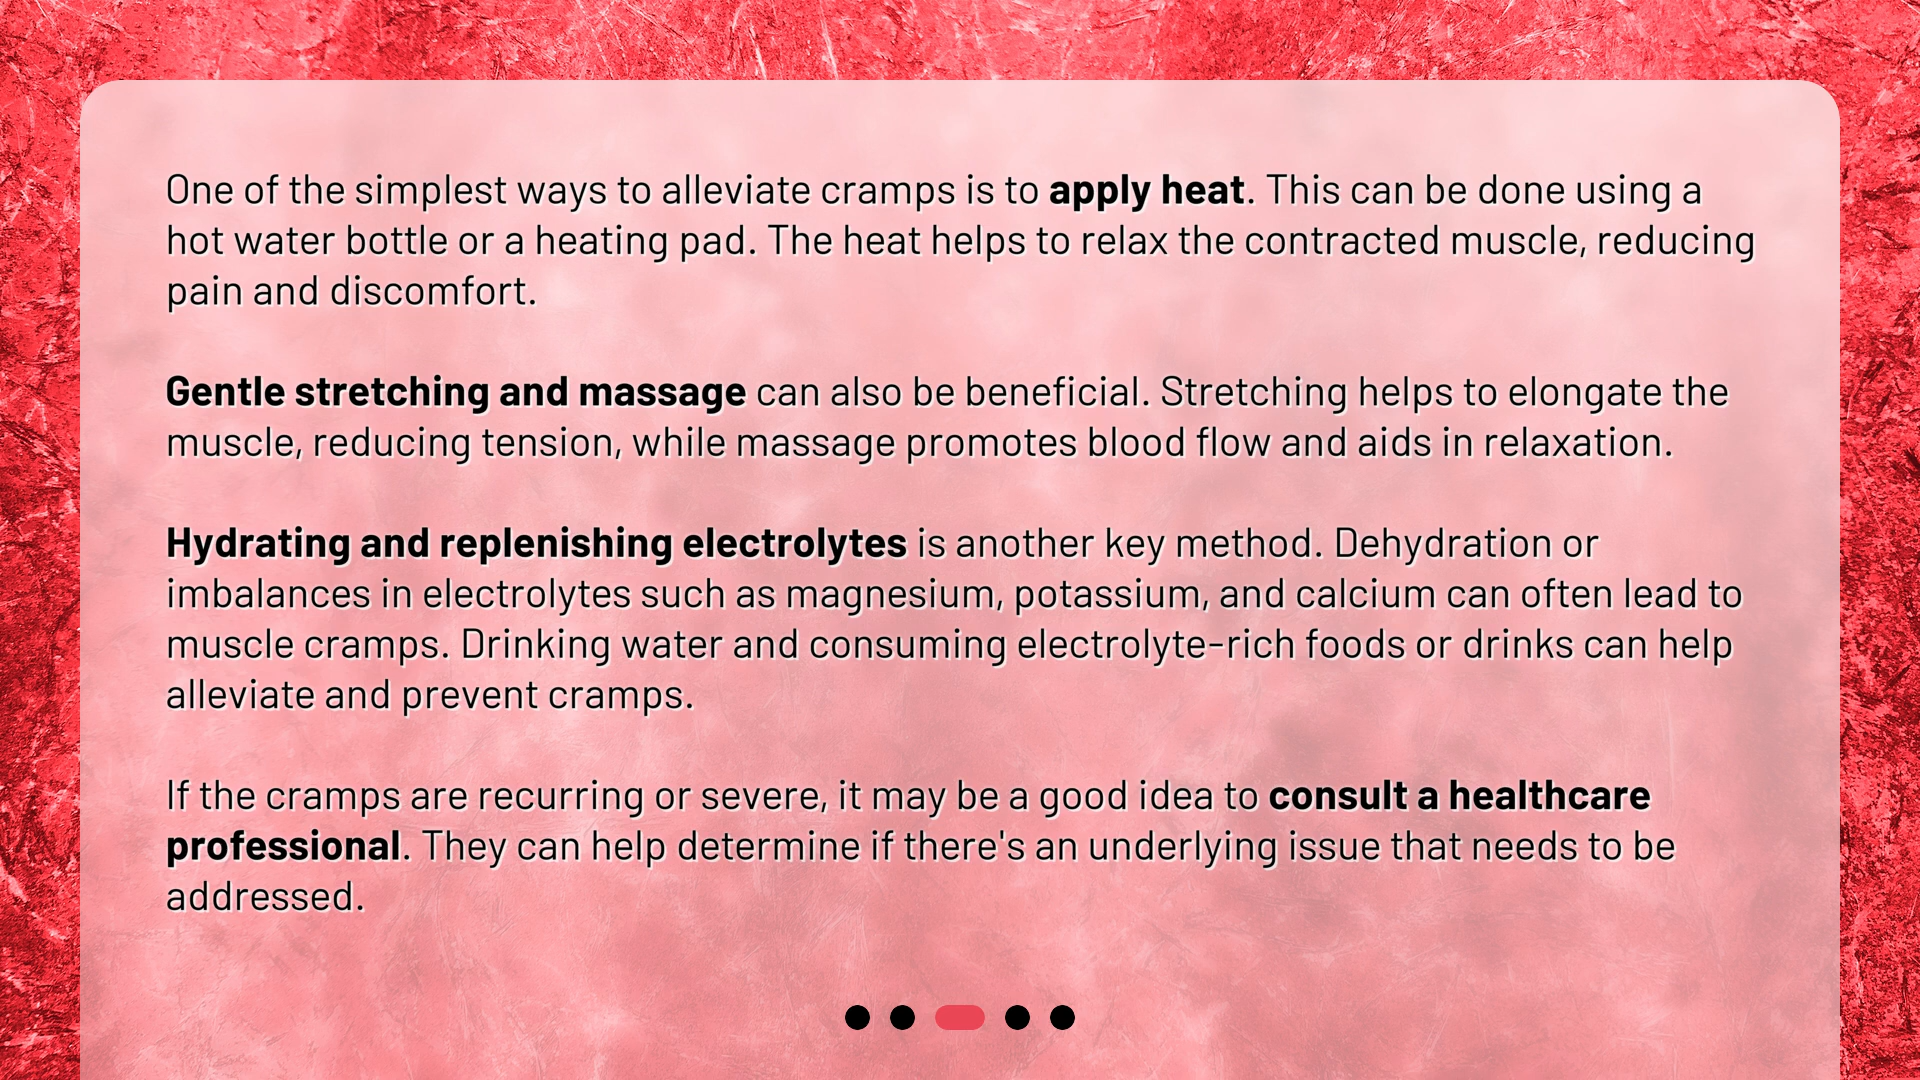 One of the simplest ways to alleviate cramps is to apply heat. This can be done using a
hot water bottle or a heating pad. The heat helps to relax the contracted muscle, reducing
pain and discomfort.
Gentle stretching and massage can also be beneficial. Stretching helps to elongate the
muscle, reducing tension, while massage promotes blood flow and aids in relaxation.
Hydrating and replenishing electrolytes is another key method. Dehydration or
imbalances in electrolytes such as magnesium, potassium, and calcium can often lead to
muscle cramps. Drinking water and consuming electrolyte-rich foods or drinks can help
alleviate and prevent cramps.
If the cramps are recurring or severe, it may be a good idea to consult a healthcare
professional. They can help determine if there's an underlying issue that needs to be
addressed.